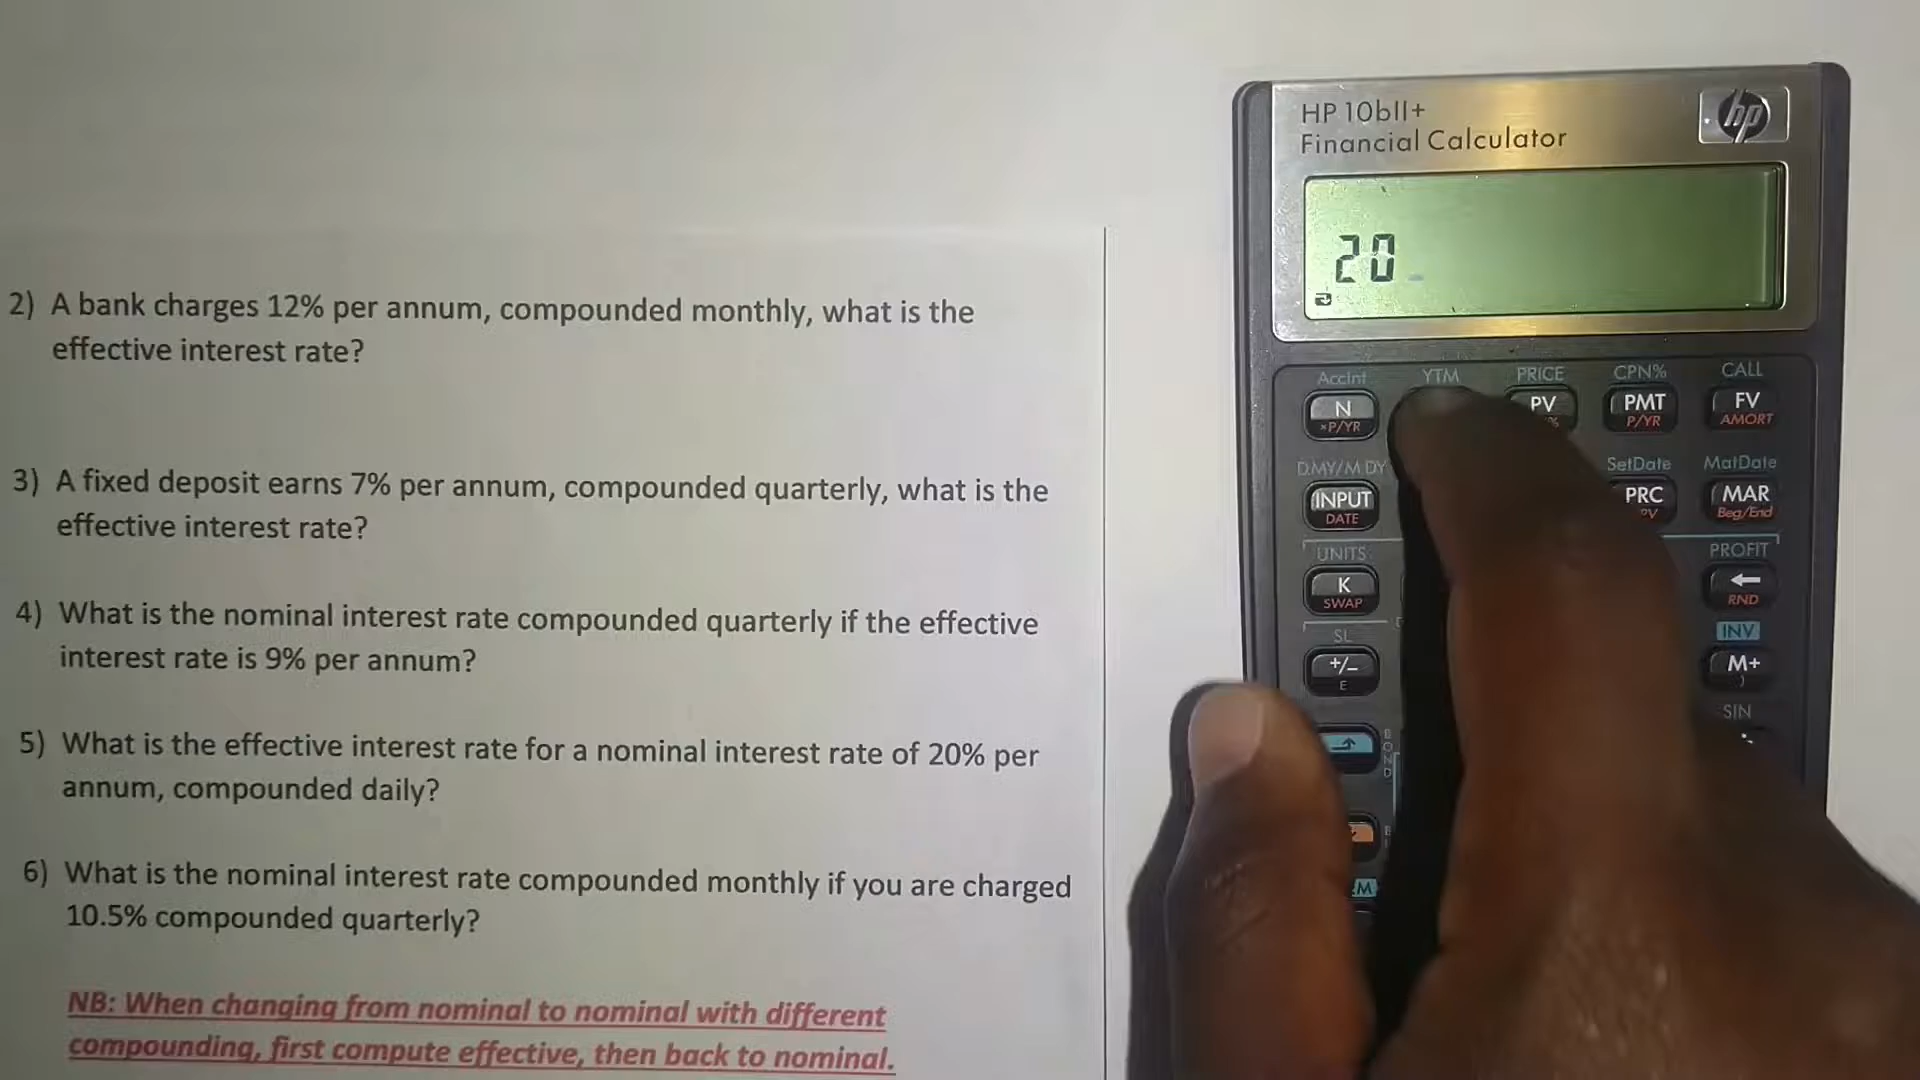 2) A bank charges 12% per annum, compounded monthly, what is the
effective interest rate?
3) A fixed deposit earns 7% per annum, compounded quarterly, what is the
effective interest rate?
4) What is the nominal interest rate compounded quarterly if the effective
interest rate is 9% per annum?
5) What is the effective interest rate for a nominal interest rate of 20% per
annum, compounded daily?
6) What is the nominal interest rate compounded monthly if you are charged
10.5% compounded quarterly?
NB: When changing from nominal to nominal with different
compounding, first compute effective, then back to nominal.
HP 10bII+
Financial Calculator
hp
20
AccInt YTM PRICE CPN% CALL
N PV PMT FV
xP/YR % P/YR AMORT
D.MY/M.DY SetDate MatDate
INPUT PRC MAR
DATE Beg/End
UNITS PROFIT
K ←
SWAP RND
SL INV
+/– M+
E )
SIN
BOND